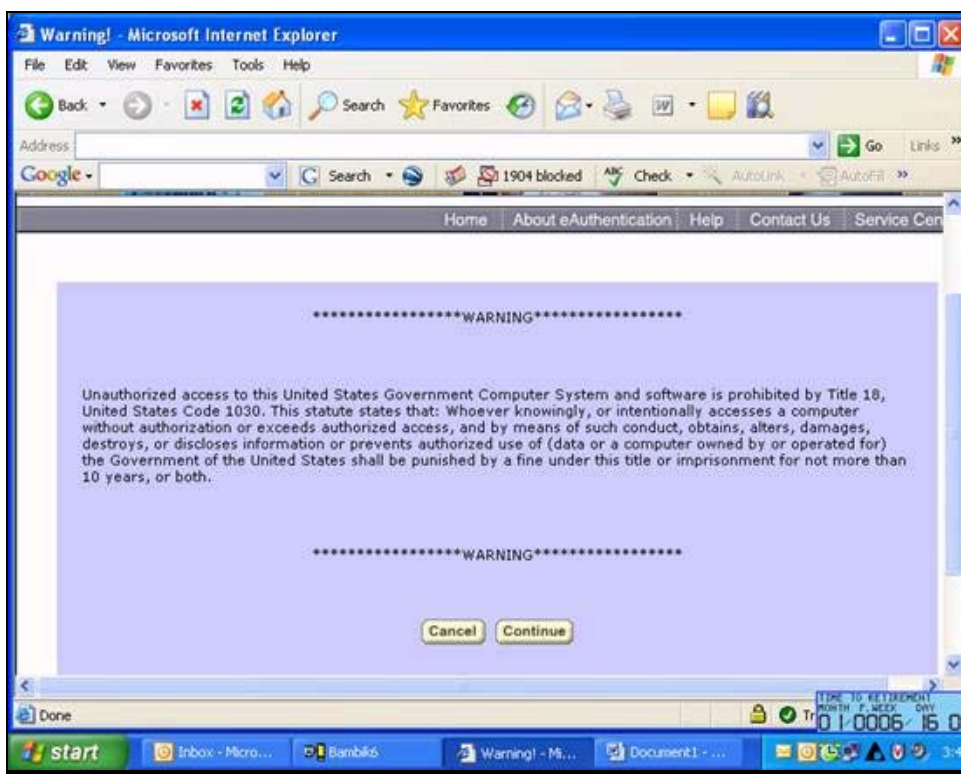 Warning! - Microsoft Internet Explorer
File Edit View Favorites Tools Help
Back Search Favorites
Address Go Links »
Google Search 1904 blocked ABC Check AutoLink AutoFill »
Home About eAuthentication Help Contact Us Service Cen
*****************WARNING*****************
Unauthorized access to this United States Government Computer System and software is prohibited by Title 18,
United States Code 1030. This statute states that: Whoever knowingly, or intentionally accesses a computer
without authorization or exceeds authorized access, and by means of such conduct, obtains, alters, damages,
destroys, or discloses information or prevents authorized use of (data or a computer owned by or operated for)
the Government of the United States shall be punished by a fine under this title or imprisonment for not more than
10 years, or both.
*****************WARNING*****************
Cancel Continue
TIME TO RETIREMENT
MONTH P.WEEK DAY
Done Tr 01/0006/ 16 0
start Inbox - Micro... Bambik6 Warning! - Mi... Document1 - ... 3:4